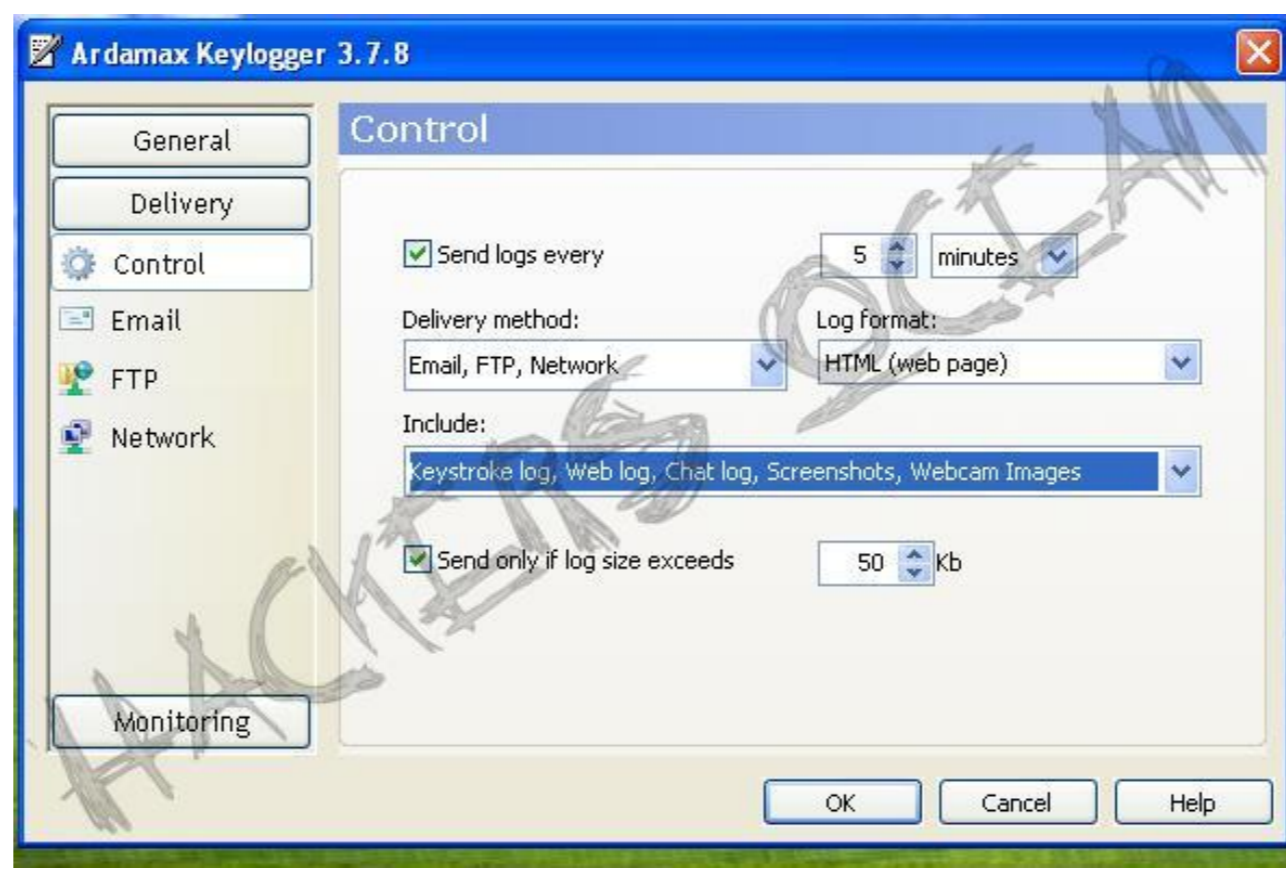 Ardamax Keylogger 3.7.8
General
Delivery
Control
Email
FTP
Network
Monitoring
Control
Send logs every 5 minutes
Delivery method: Log format:
Email, FTP, Network HTML (web page)
Include:
Keystroke log, Web log, Chat log, Screenshots, Webcam Images
Send only if log size exceeds 50 Kb
OK Cancel Help
HACKERS OCEAN